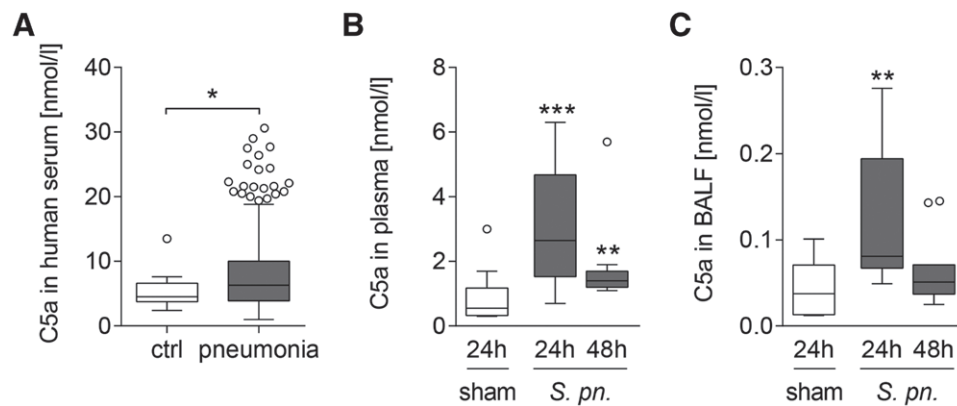 A
C5a in human serum [nmol/l]
40
30
20
10
0
*
ctrl pneumonia
B
C5a in plasma [nmol/l]
8
6
4
2
0
***
**
24h 24h 48h
sham S. pn.
C
C5a in BALF [nmol/l]
0.3
0.2
0.1
0.0
**
24h 24h 48h
sham S. pn.